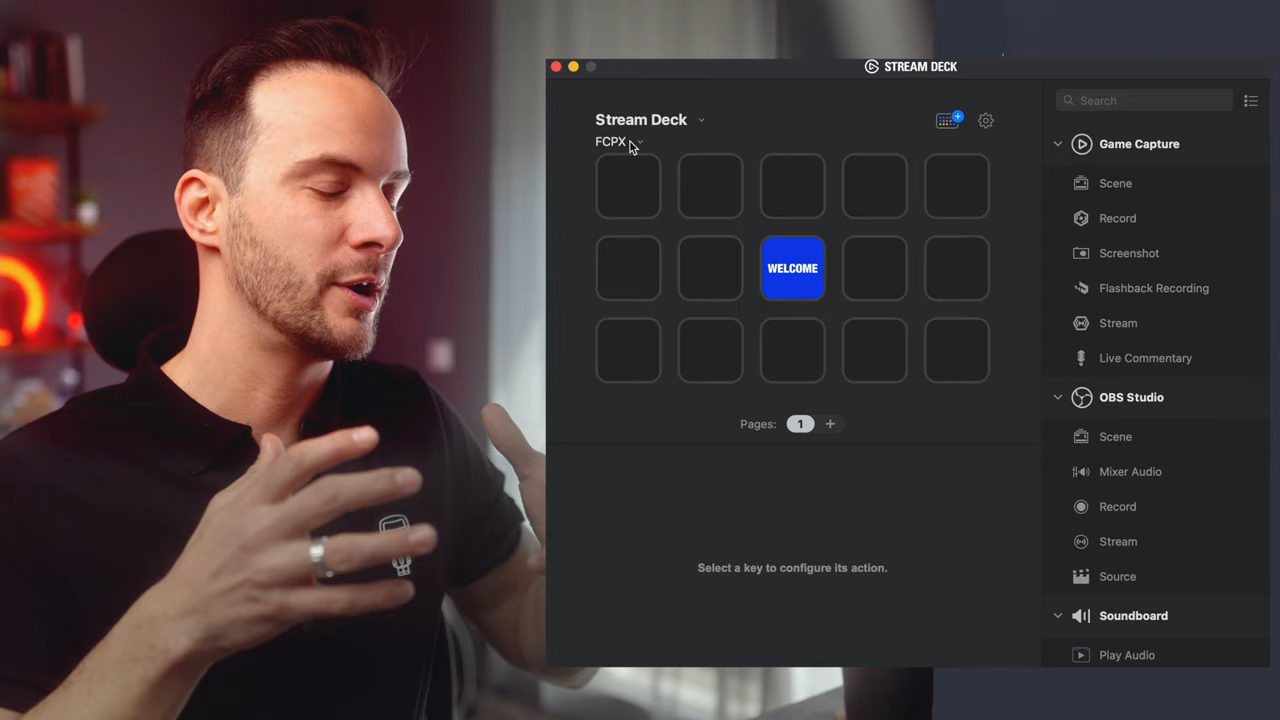 STREAM DECK
Stream Deck
FCPX
WELCOME
Pages: 1 +
Select a key to configure its action.
Search
Game Capture
Scene
Record
Screenshot
Flashback Recording
Stream
Live Commentary
OBS Studio
Scene
Mixer Audio
Record
Stream
Source
Soundboard
Play Audio